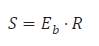 S = E_b · R